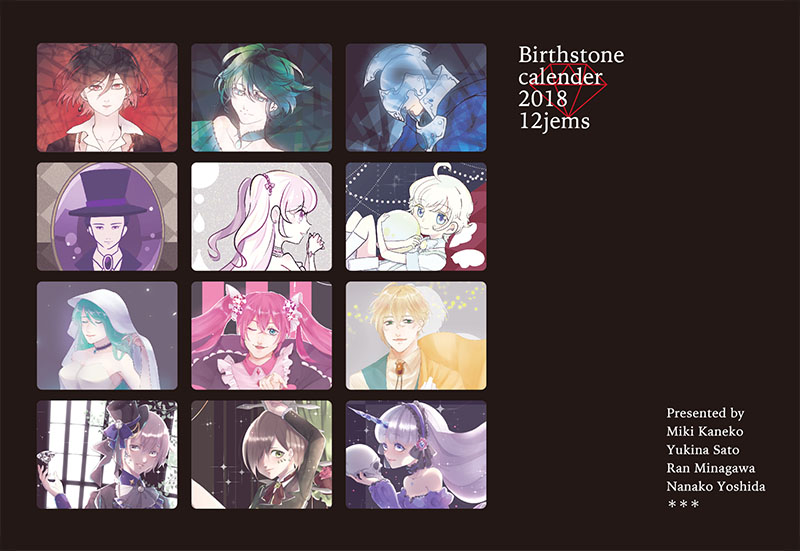 Birthstone
calender
2018
12jems
Presented by
Miki Kaneko
Yukina Sato
Ran Minagawa
Nanako Yoshida
***